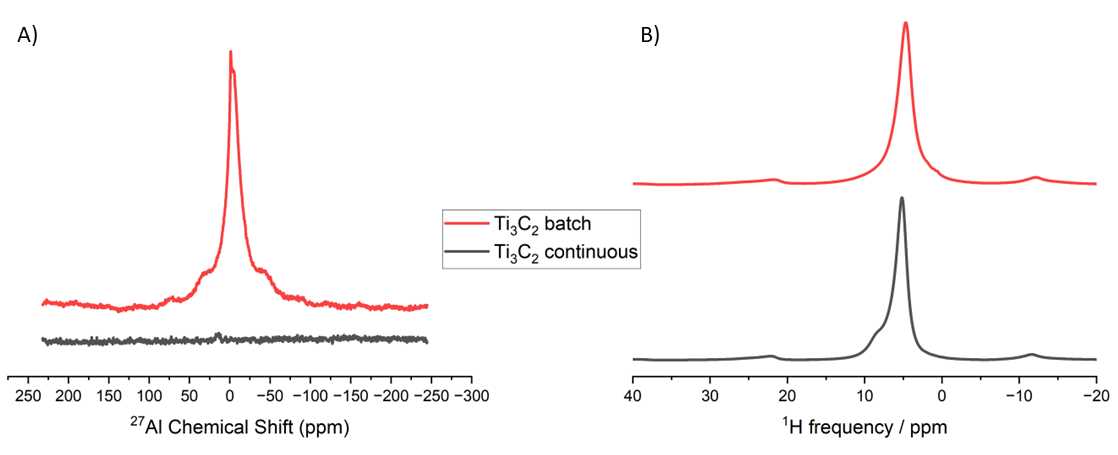 A)
B)
Ti₃C₂ batch
Ti₃C₂ continuous
250 200 150 100 50 0 −50 −100 −150 −200 −250 −300
40 30 20 10 0 −10 −20
²⁷Al Chemical Shift (ppm)
¹H frequency / ppm